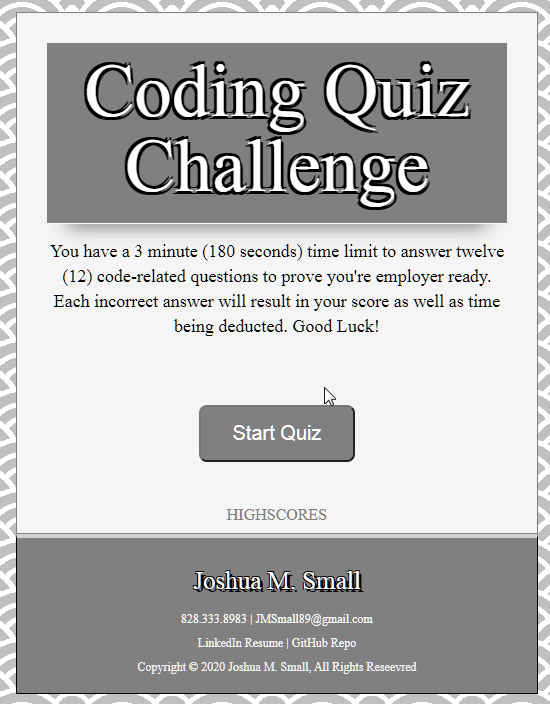 Coding Quiz
Challenge
You have a 3 minute (180 seconds) time limit to answer twelve
(12) code-related questions to prove you're employer ready.
Each incorrect answer will result in your score as well as time
being deducted. Good Luck!
Start Quiz
HIGHSCORES
Joshua M. Small
828.333.8983 | JMSmall89@gmail.com
LinkedIn Resume | GitHub Repo
Copyright © 2020 Joshua M. Small, All Rights Reseevred